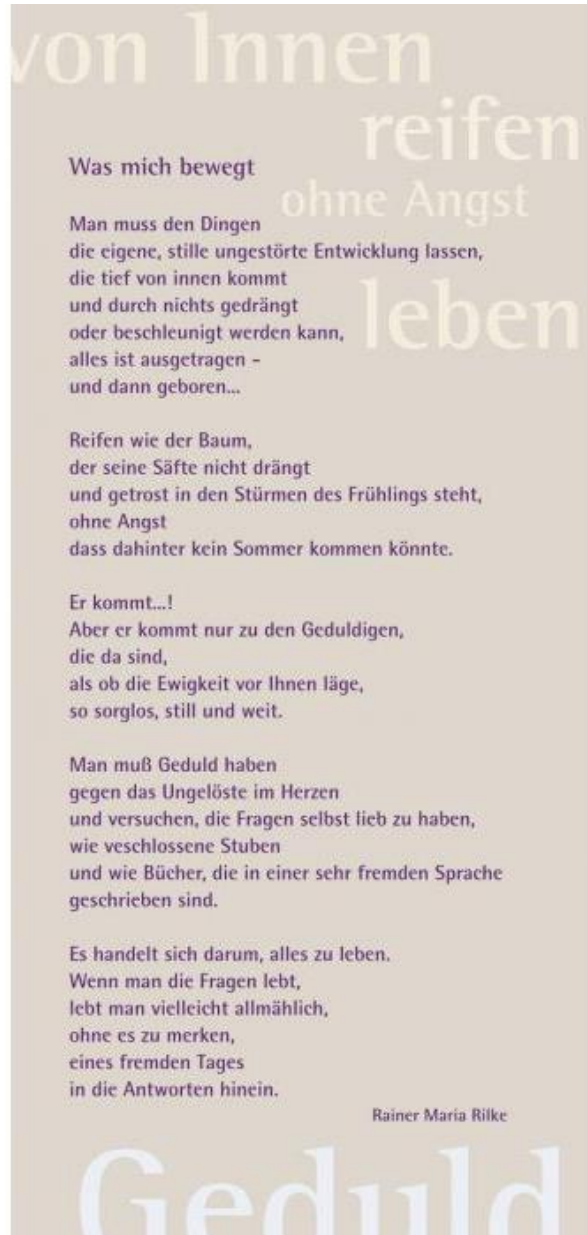 von Innen
reifen
ohne Angst
leben
Was mich bewegt
Man muss den Dingen
die eigene, stille ungestörte Entwicklung lassen,
die tief von innen kommt
und durch nichts gedrängt
oder beschleunigt werden kann,
alles ist ausgetragen -
und dann geboren...
Reifen wie der Baum,
der seine Säfte nicht drängt
und getrost in den Stürmen des Frühlings steht,
ohne Angst
dass dahinter kein Sommer kommen könnte.
Er kommt...!
Aber er kommt nur zu den Geduldigen,
die da sind,
als ob die Ewigkeit vor Ihnen läge,
so sorglos, still und weit.
Man muß Geduld haben
gegen das Ungelöste im Herzen
und versuchen, die Fragen selbst lieb zu haben,
wie veschlossene Stuben
und wie Bücher, die in einer sehr fremden Sprache
geschrieben sind.
Es handelt sich darum, alles zu leben.
Wenn man die Fragen lebt,
lebt man vielleicht allmählich,
ohne es zu merken,
eines fremden Tages
in die Antworten hinein.
Rainer Maria Rilke
Geduld